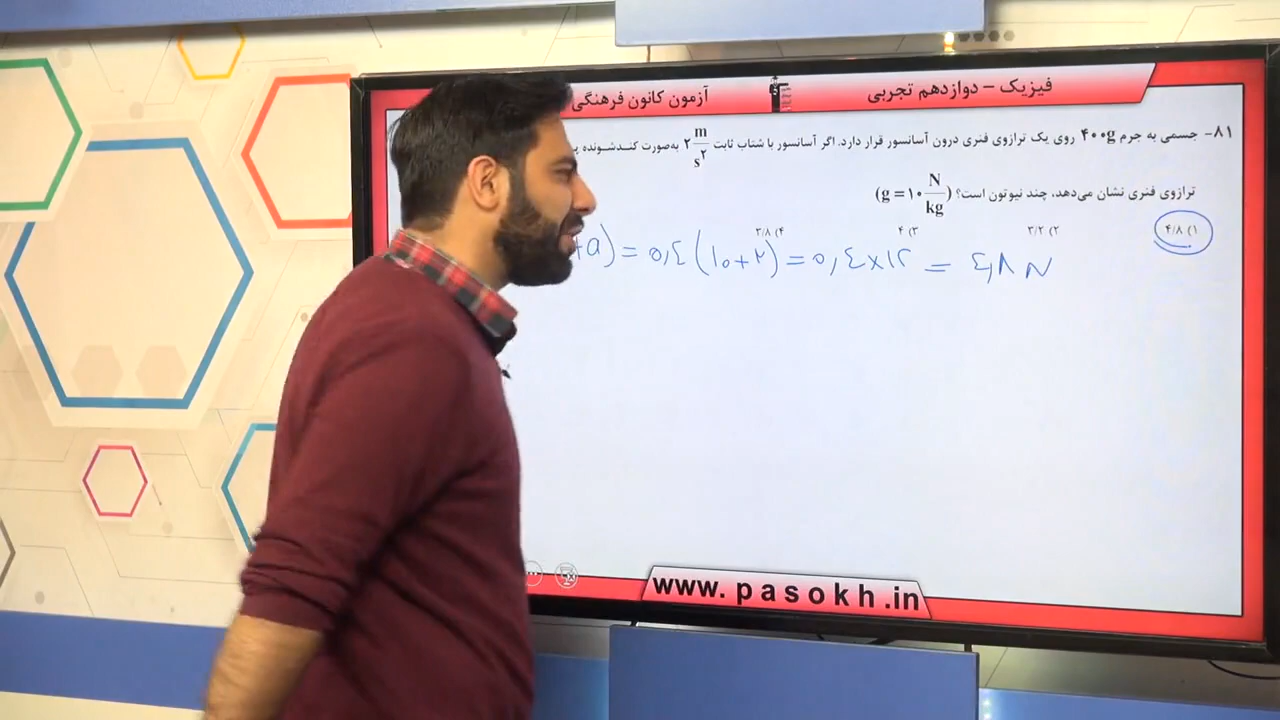 فیزیک – دوازدهم تجربی
آزمون کانون فرهنگی
۸۱- جسمی به جرم ۴۰۰g روی یک ترازوی فنری درون آسانسور قرار دارد. اگر آسانسور با شتاب ثابت ۲ m/s۲ به‌صورت کندشونده
ترازوی فنری نشان می‌دهد، چند نیوتون است؟ (g = ۱۰ N/kg)
۱) ۴/۸ ۲) ۳/۲ ۳) ۴ ۴) ۳/۸
+a) = ۰٫۴(۱۰+۲) = ۰٫۴×۱۲ = ۴٫۸ N
www.pasokh.in